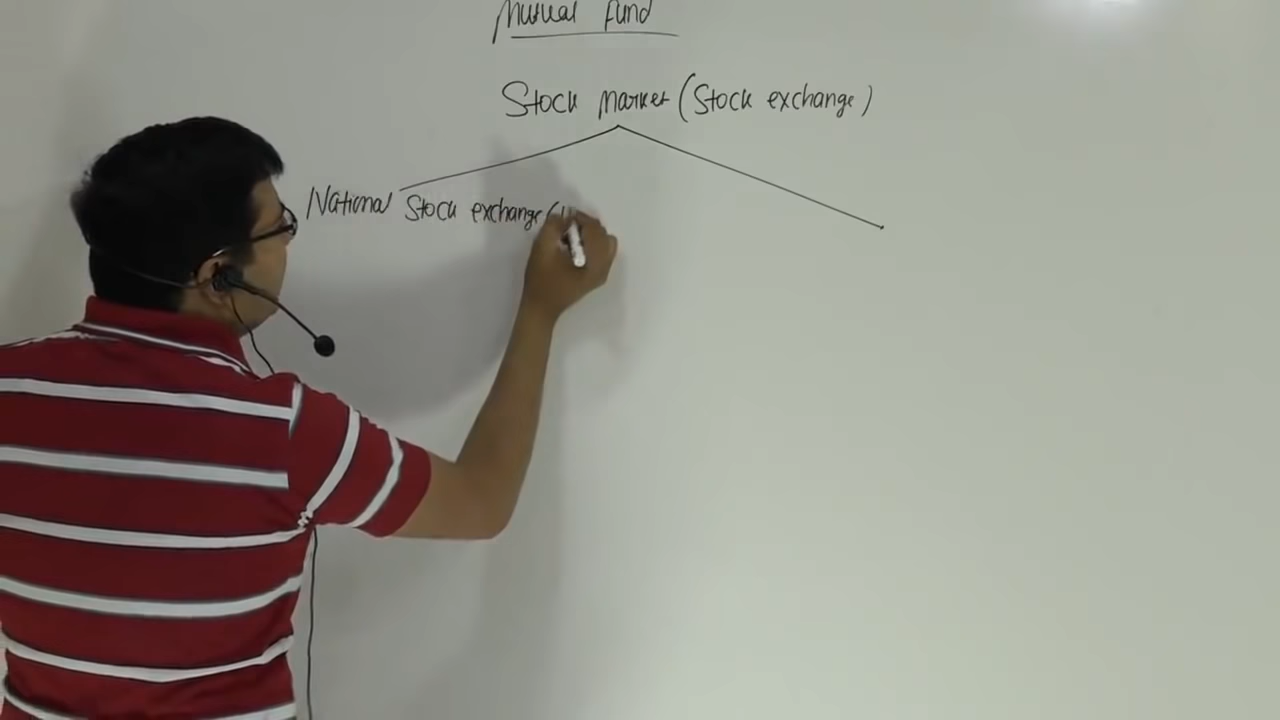 Mutual Fund
Stock Market (Stock exchange)
National Stock exchange (